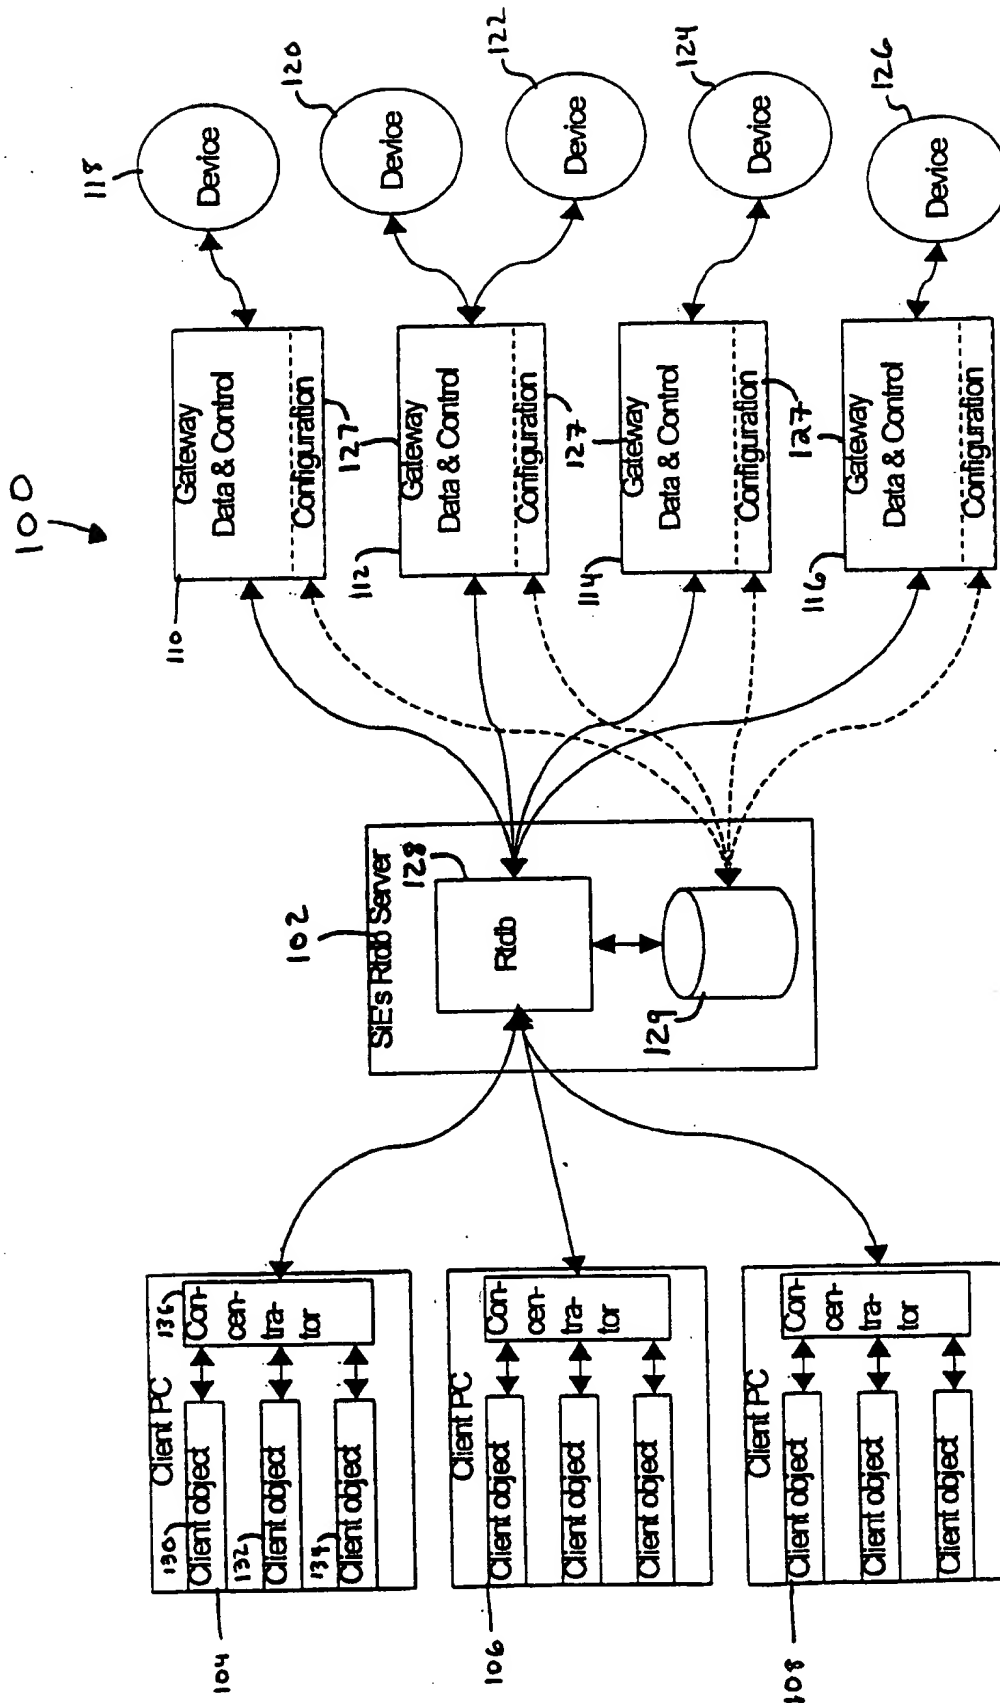 100
Client PC
130
Client object
132
Client object
134
Client object
136
Con-
cen-
tra-
tor
104
Client PC
Client object
Client object
Client object
Con-
cen-
tra-
tor
106
Client PC
Client object
Client object
Client object
Con-
cen-
tra-
tor
108
102
SiE's Rtdb Server
128
Rtdb
129
110
Gateway
Data & Control
Configuration
127
112
Gateway
Data & Control
Configuration
127
114
Gateway
Data & Control
Configuration
127
116
Gateway
Data & Control
Configuration
118
Device
120
Device
122
Device
124
Device
126
Device